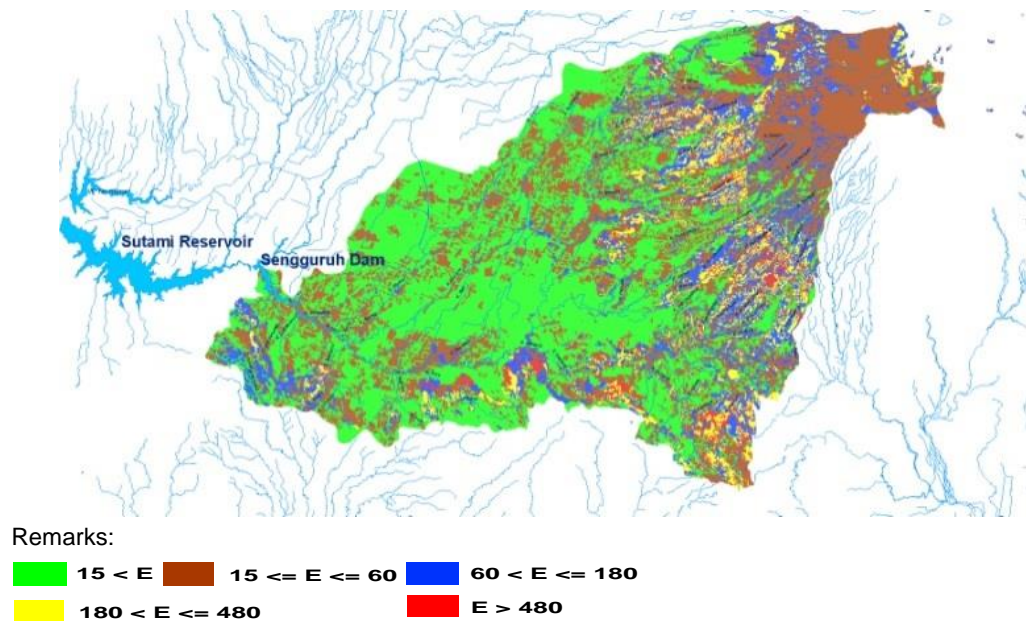 Sutami Reservoir
Sengguruh Dam
Remarks:
15 < E 15 <= E <= 60 60 < E <= 180
180 < E <= 480 E > 480